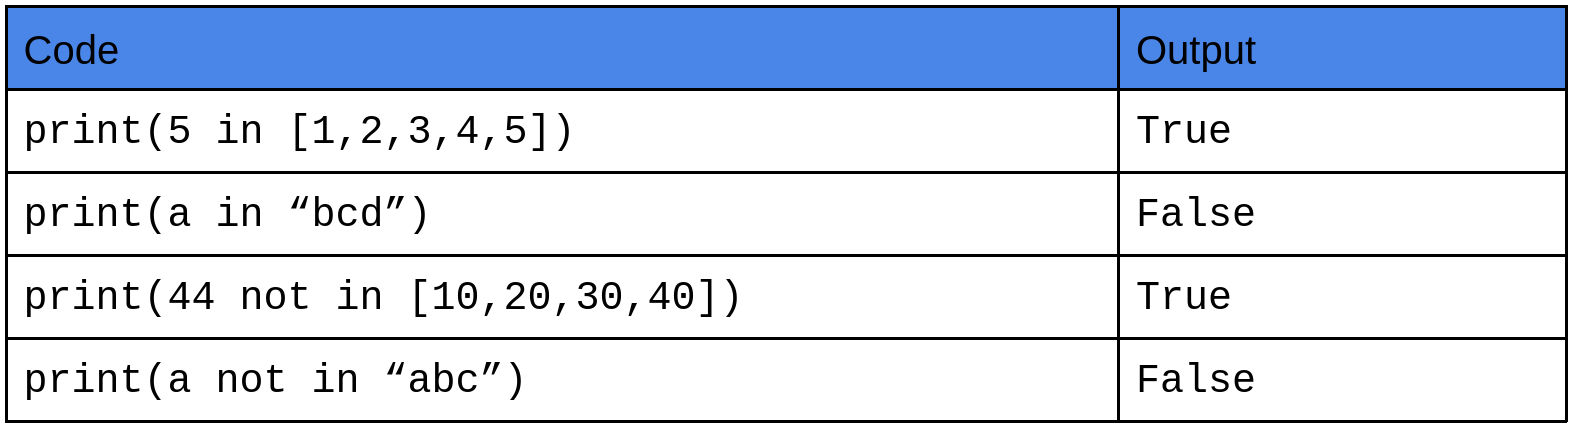 Code Output
print(5 in [1,2,3,4,5]) True
print(a in “bcd”) False
print(44 not in [10,20,30,40]) True
print(a not in “abc”) False